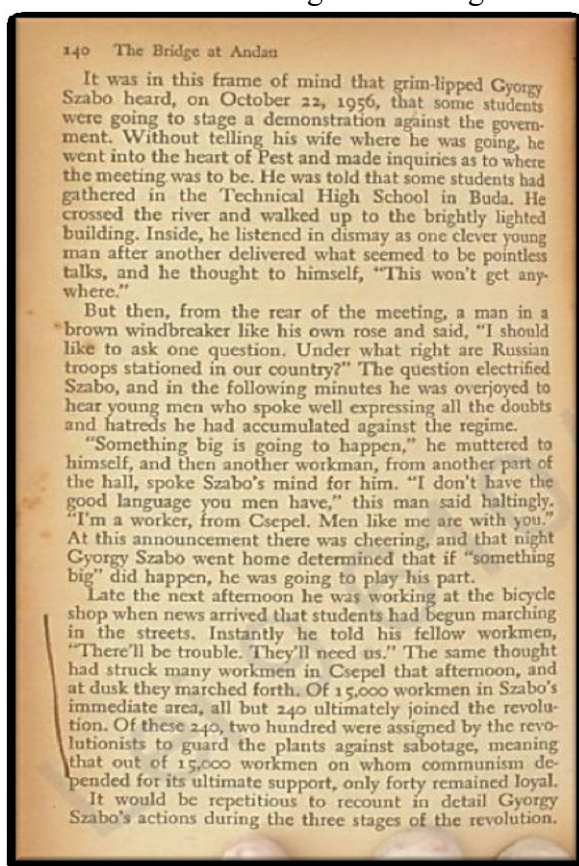 140 The Bridge at Andau
It was in this frame of mind that grim-lipped Gyorgy
Szabo heard, on October 22, 1956, that some students
were going to stage a demonstration against the govern-
ment. Without telling his wife where he was going, he
went into the heart of Pest and made inquiries as to where
the meeting was to be. He was told that some students had
gathered in the Technical High School in Buda. He
crossed the river and walked up to the brightly lighted
building. Inside, he listened in dismay as one clever young
man after another delivered what seemed to be pointless
talks, and he thought to himself, "This won't get any-
where."
But then, from the rear of the meeting, a man in a
brown windbreaker like his own rose and said, "I should
like to ask one question. Under what right are Russian
troops stationed in our country?" The question electrified
Szabo, and in the following minutes he was overjoyed to
hear young men who spoke well expressing all the doubts
and hatreds he had accumulated against the regime.
"Something big is going to happen," he muttered to
himself, and then another workman, from another part of
the hall, spoke Szabo's mind for him. "I don't have the
good language you men have," this man said haltingly.
"I'm a worker, from Csepel. Men like me are with you."
At this announcement there was cheering, and that night
Gyorgy Szabo went home determined that if "something
big" did happen, he was going to play his part.
Late the next afternoon he was working at the bicycle
shop when news arrived that students had begun marching
in the streets. Instantly he told his fellow workmen,
"There'll be trouble. They'll need us." The same thought
had struck many workmen in Csepel that afternoon, and
at dusk they marched forth. Of 15,000 workmen in Szabo's
immediate area, all but 240 ultimately joined the revolu-
tion. Of these 240, two hundred were assigned by the revo-
lutionists to guard the plants against sabotage, meaning
that out of 15,000 workmen on whom communism de-
pended for its ultimate support, only forty remained loyal.
It would be repetitious to recount in detail Gyorgy
Szabo's actions during the three stages of the revolution.